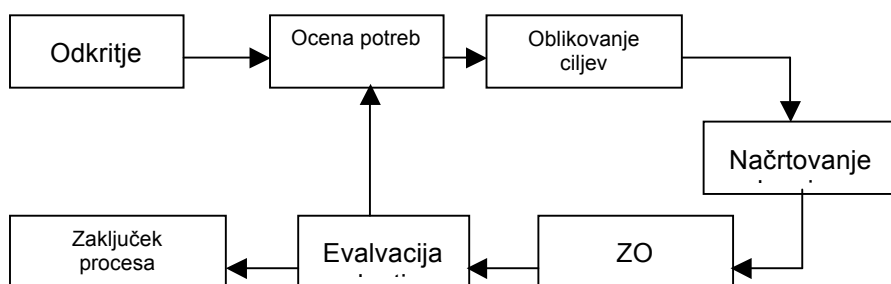 Odkritje
Ocena potreb
Oblikovanje
ciljev
Načrtovanje
Zaključek
procesa
Evalvacija
ZO